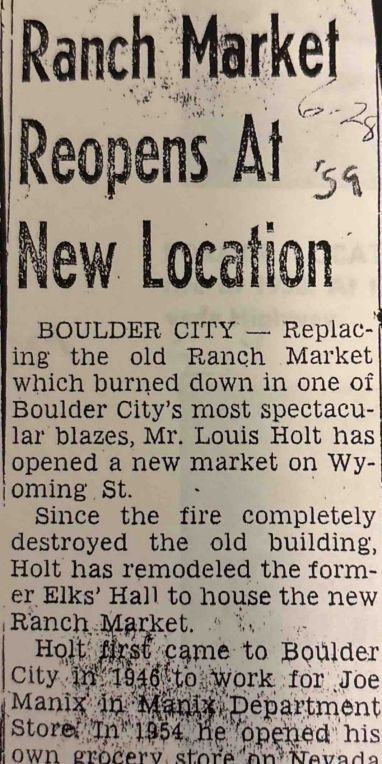 Ranch Market
6-28
Reopens At
'59
New Location
BOULDER CITY — Replac-
ing the old Ranch Market
which burned down in one of
Boulder City's most spectacu-
lar blazes, Mr. Louis Holt has
opened a new market on Wy-
oming St.
Since the fire completely
destroyed the old building,
Holt has remodeled the form-
er Elks' Hall to house the new
Ranch Market.
Holt first came to Boulder
City in 1946 to work for Joe
Manix in Manix Department
Store. In 1954 he opened his
own grocery store on Nevada